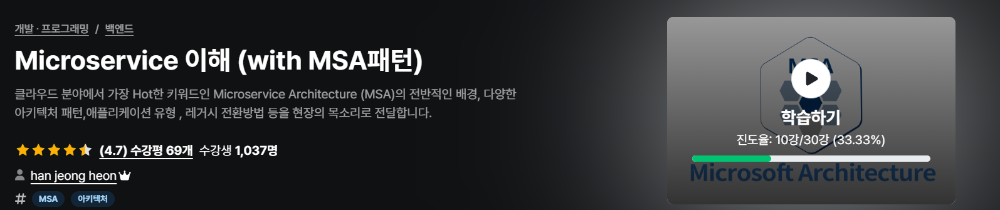 개발 · 프로그래밍 / 백엔드
Microservice 이해 (with MSA패턴)
클라우드 분야에서 가장 Hot한 키워드인 Microservice Architecture (MSA)의 전반적인 배경, 다양한
아키텍처 패턴,애플리케이션 유형 , 레거시 전환방법 등을 현장의 목소리로 전달합니다.
(4.7) 수강평 69개 수강생 1,037명
han jeong heon
# MSA 아키텍처
MSA
학습하기
진도율: 10강/30강 (33.33%)
Microsoft Architecture